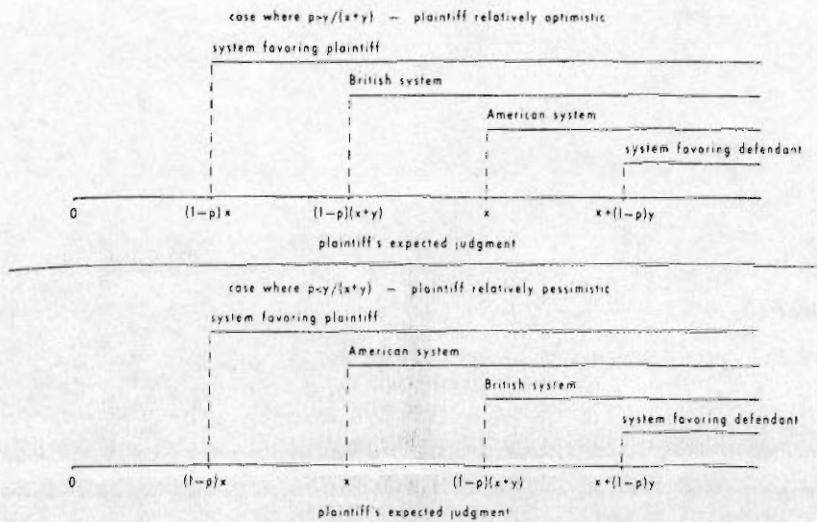 case where p>y/(x+y) — plaintiff relatively optimistic
system favoring plaintiff
British system
American system
system favoring defendant
0 (1-p)x (1-p)(x+y) x x+(1-p)y
plaintiff's expected judgment
case where p<y/(x+y) — plaintiff relatively pessimistic
system favoring plaintiff
American system
British system
system favoring defendant
0 (1-p)x x (1-p)(x+y) x+(1-p)y
plaintiff's expected judgment